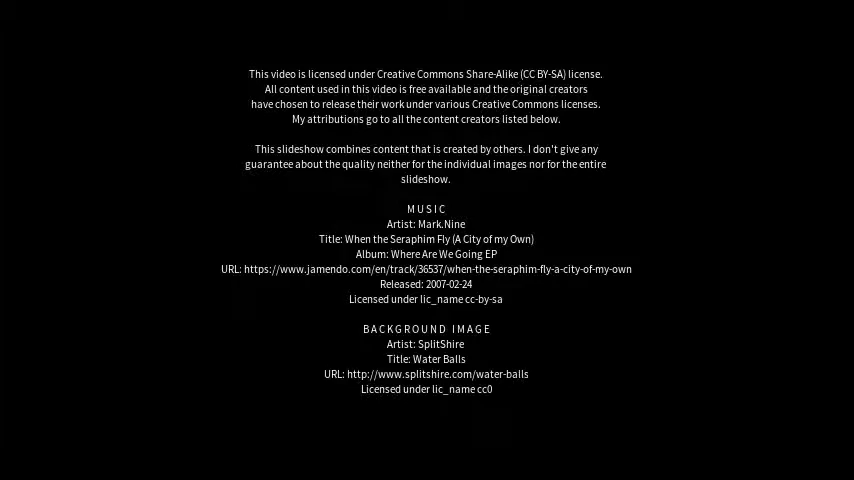 This video is licensed under Creative Commons Share-Alike (CC BY-SA) license.
All content used in this video is free available and the original creators
have chosen to release their work under various Creative Commons licenses.
My attributions go to all the content creators listed below.
This slideshow combines content that is created by others. I don't give any
guarantee about the quality neither for the individual images nor for the entire
slideshow.
MUSIC
Artist: Mark.Nine
Title: When the Seraphim Fly (A City of my Own)
Album: Where Are We Going EP
URL: https://www.jamendo.com/en/track/36537/when-the-seraphim-fly-a-city-of-my-own
Released: 2007-02-24
Licensed under lic_name cc-by-sa
BACKGROUND IMAGE
Artist: SplitShire
Title: Water Balls
URL: http://www.splitshire.com/water-balls
Licensed under lic_name cc0